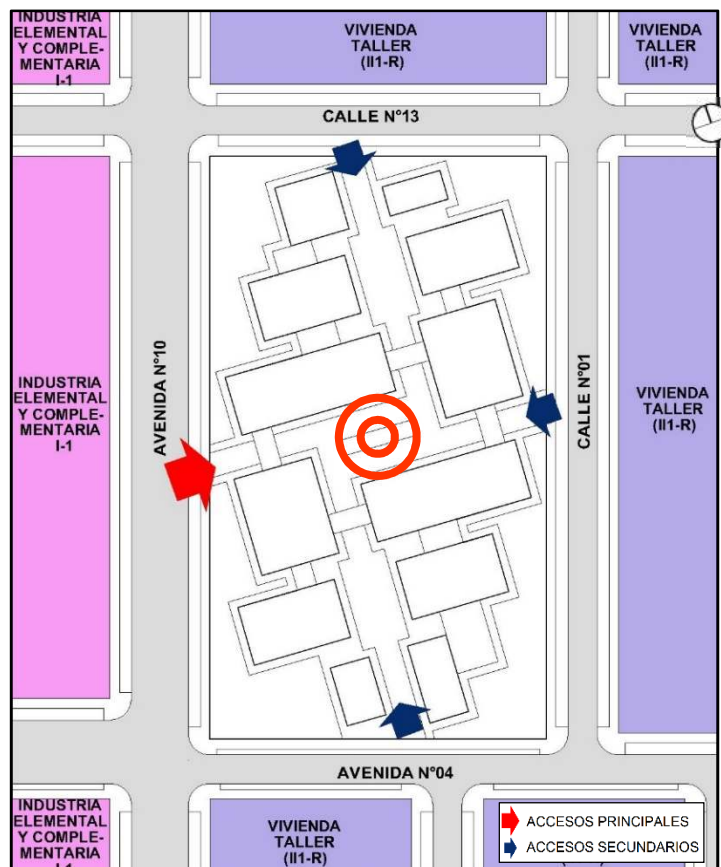 INDUSTRIA
ELEMENTAL
Y COMPLE-
MENTARIA
I-1
VIVIENDA
TALLER
(II1-R)
VIVIENDA
TALLER
(II1-R)
CALLE N°13
INDUSTRIA
ELEMENTAL
Y COMPLE-
MENTARIA
I-1
AVENIDA N°10
CALLE N°01
VIVIENDA
TALLER
(II1-R)
AVENIDA N°04
INDUSTRIA
ELEMENTAL
Y COMPLE-
MENTARIA
I-1
VIVIENDA
TALLER
(II1-R)
ACCESOS PRINCIPALES
ACCESOS SECUNDARIOS